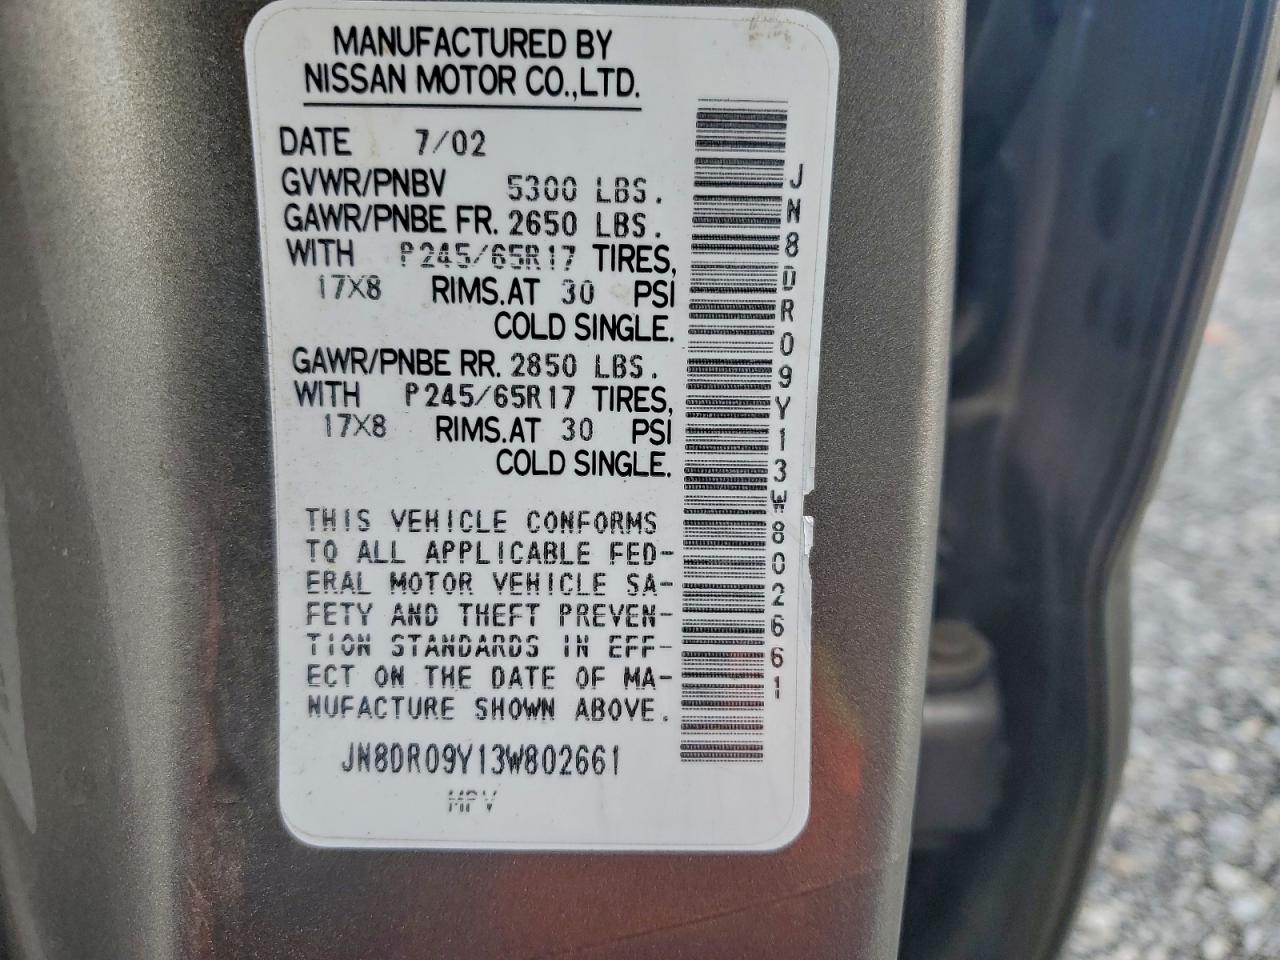 MANUFACTURED BY
NISSAN MOTOR CO.,LTD.
DATE 7/02
GVWR/PNBV 5300 LBS.
GAWR/PNBE FR. 2650 LBS.
WITH P245/65R17 TIRES,
17X8 RIMS.AT 30 PSI
COLD SINGLE.
GAWR/PNBE RR. 2850 LBS.
WITH P245/65R17 TIRES,
17X8 RIMS.AT 30 PSI
COLD SINGLE.
THIS VEHICLE CONFORMS
TO ALL APPLICABLE FED-
ERAL MOTOR VEHICLE SA-
FETY AND THEFT PREVEN-
TION STANDARDS IN EFF-
ECT ON THE DATE OF MA-
NUFACTURE SHOWN ABOVE.
JN8DR09Y13W802661
MPV
JN8DR09Y13W802661